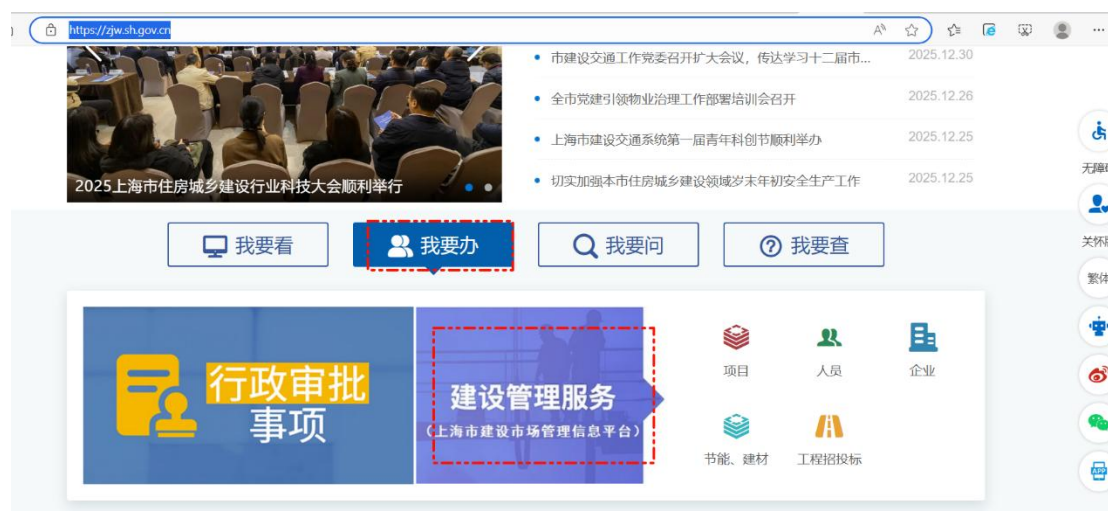 https://zjw.sh.gov.cn
市建设交通工作党委召开扩大会议，传达学习十二届市... 2025.12.30
全市党建引领物业治理工作部署培训会召开 2025.12.26
上海市建设交通系统第一届青年科创节顺利举办 2025.12.25
切实加强本市住房城乡建设领域岁末年初安全生产工作 2025.12.25
2025上海市住房城乡建设行业科技大会顺利举行
无障
关怀
繁体
我要看 我要办 我要问 我要查
行政审批
事项
建设管理服务
（上海市建设市场管理信息平台）
项目 人员 企业
节能、建材 工程招投标
APP